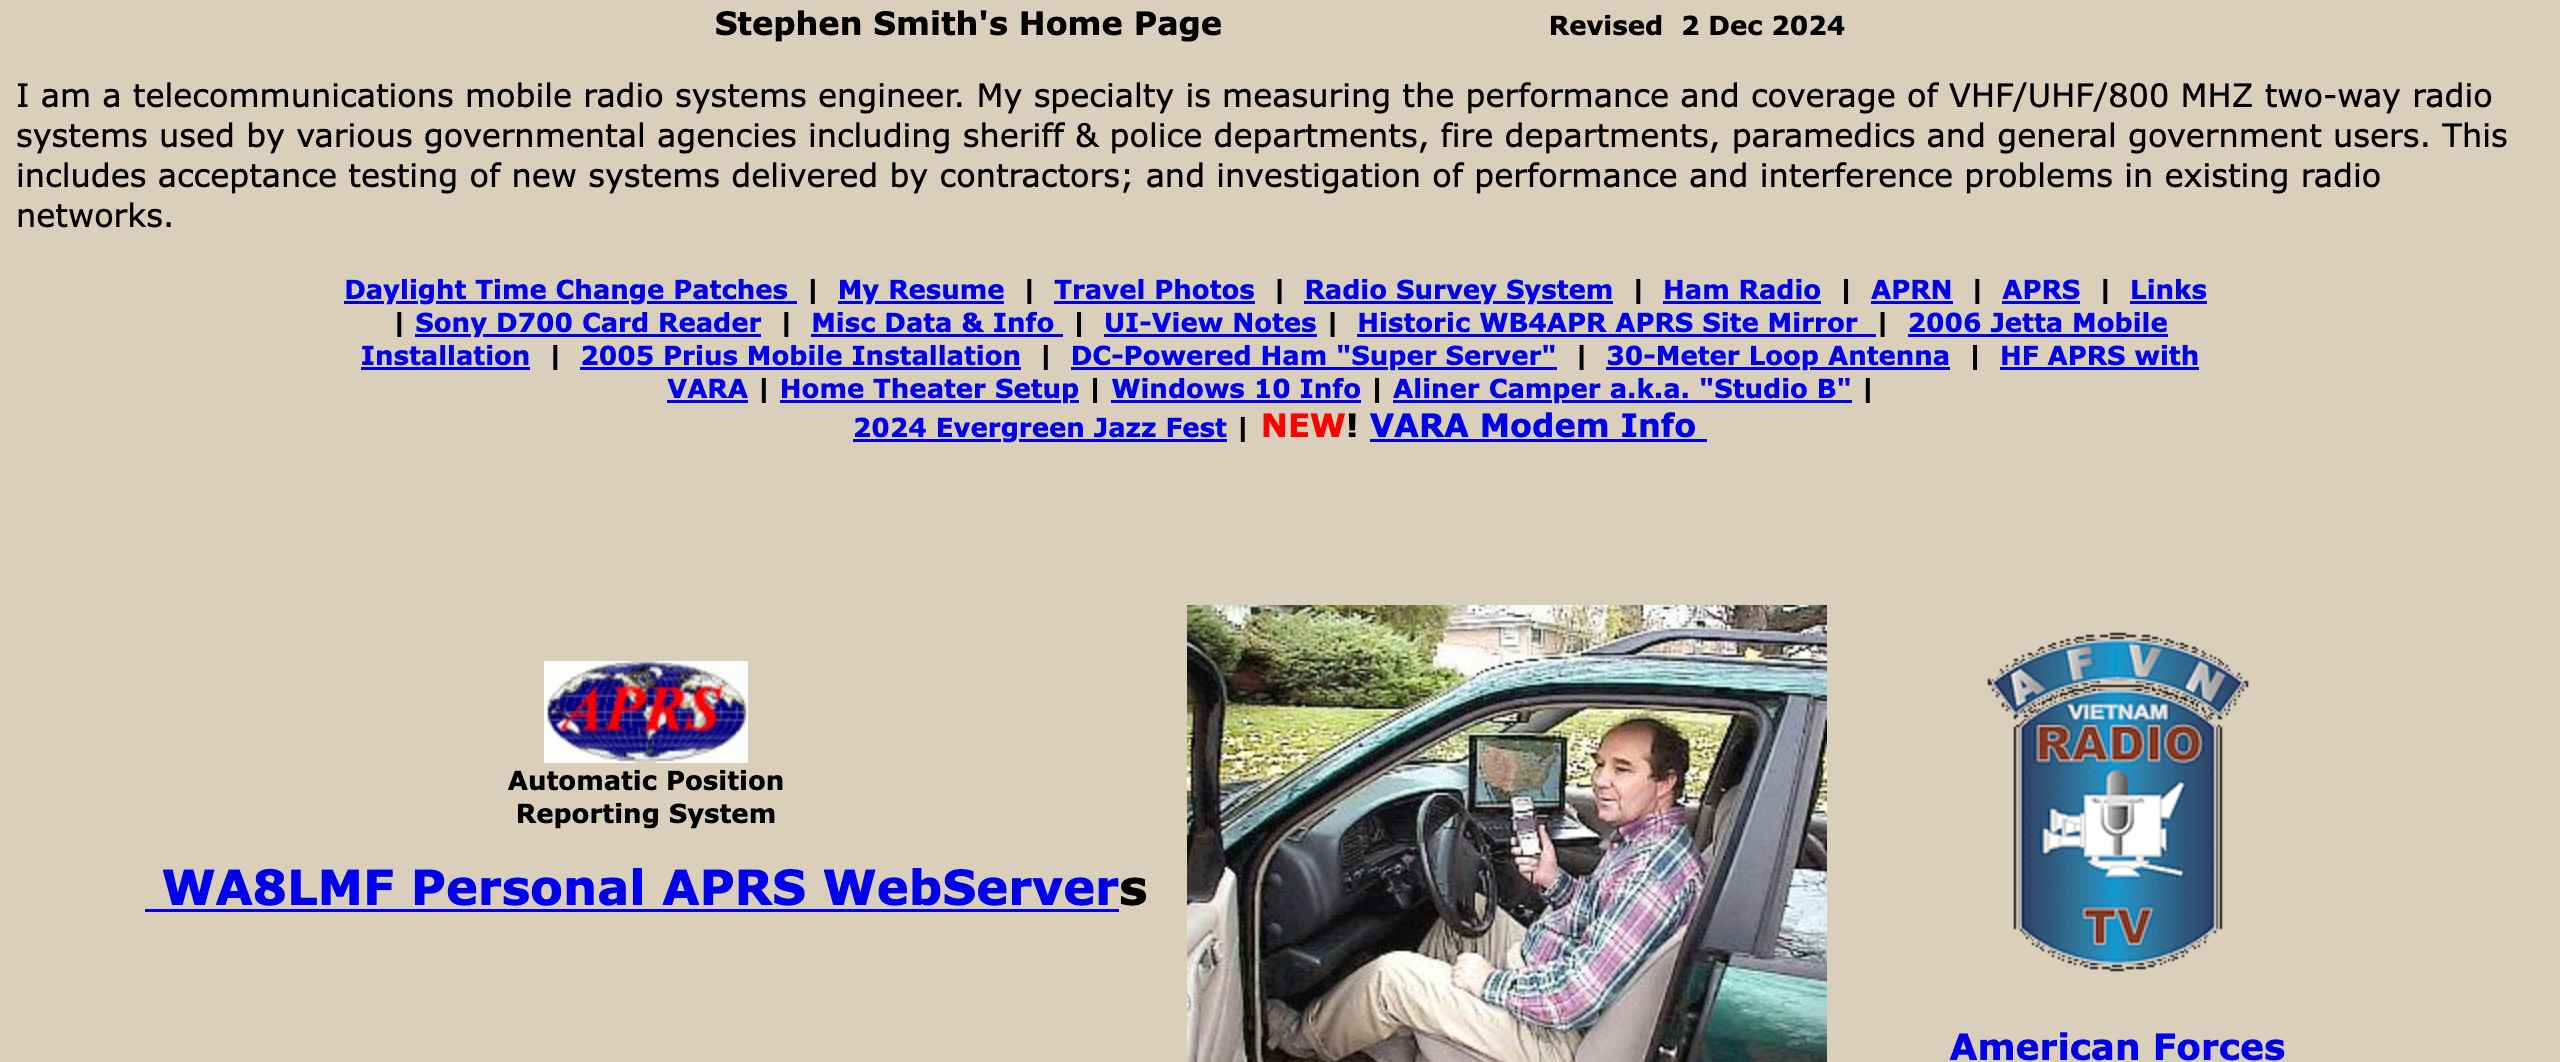 Stephen Smith's Home Page Revised 2 Dec 2024
I am a telecommunications mobile radio systems engineer. My specialty is measuring the performance and coverage of VHF/UHF/800 MHZ two-way radio
systems used by various governmental agencies including sheriff & police departments, fire departments, paramedics and general government users. This
includes acceptance testing of new systems delivered by contractors; and investigation of performance and interference problems in existing radio
networks.
Daylight Time Change Patches | My Resume | Travel Photos | Radio Survey System | Ham Radio | APRN | APRS | Links
| Sony D700 Card Reader | Misc Data & Info | UI-View Notes | Historic WB4APR APRS Site Mirror | 2006 Jetta Mobile
Installation | 2005 Prius Mobile Installation | DC-Powered Ham "Super Server" | 30-Meter Loop Antenna | HF APRS with
VARA | Home Theater Setup | Windows 10 Info | Aliner Camper a.k.a. "Studio B" |
2024 Evergreen Jazz Fest | NEW! VARA Modem Info
APRS
Automatic Position
Reporting System
WA8LMF Personal APRS WebServers
AFVN
VIETNAM
RADIO
TV
American Forces